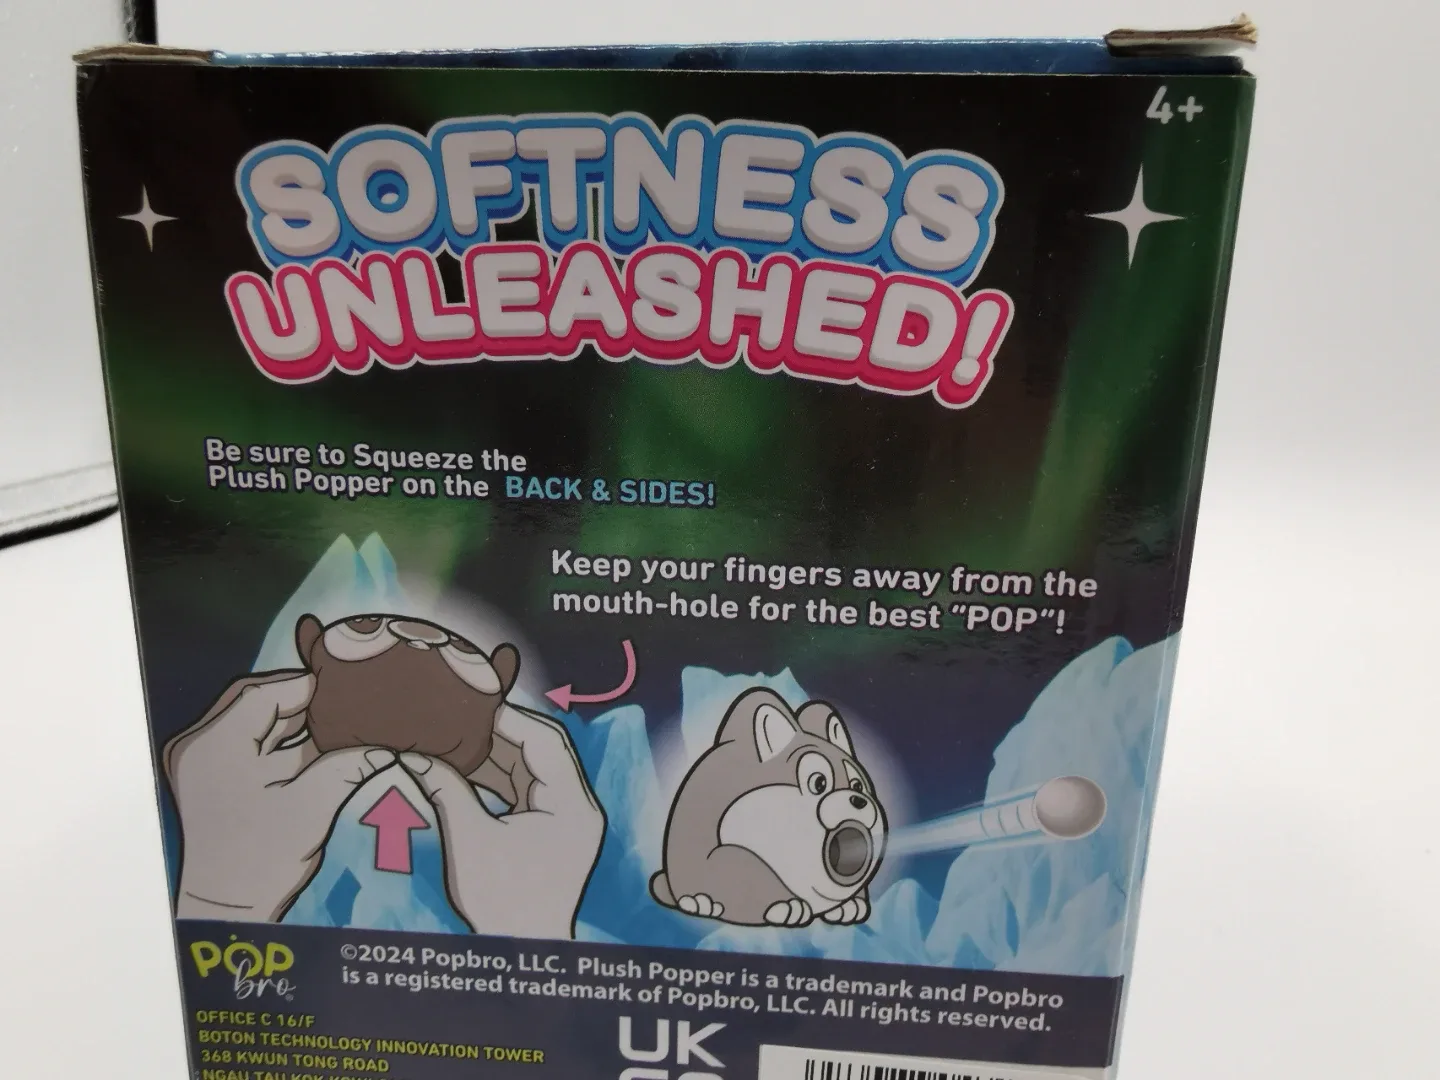 4+
SOFTNESS
UNLEASHED!
Be sure to Squeeze the
Plush Popper on the BACK & SIDES!
Keep your fingers away from the
mouth-hole for the best “POP”!
POP
bro®
©2024 Popbro, LLC. Plush Popper is a trademark and Popbro
is a registered trademark of Popbro, LLC. All rights reserved.
OFFICE C 16/F
BOTON TECHNOLOGY INNOVATION TOWER
368 KWUN TONG ROAD
NGAU TAU KOK
UK